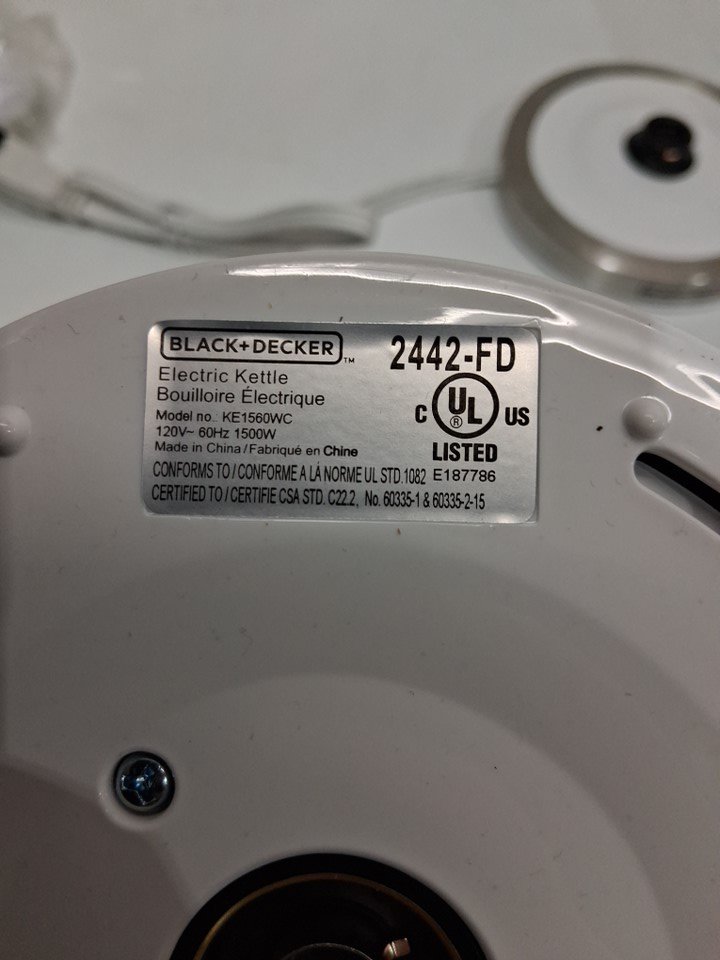 BLACK+DECKER™
2442-FD
Electric Kettle
Bouilloire Électrique
Model no.: KE1560WC
120V~ 60Hz 1500W
Made in China/Fabriqué en Chine
C UL® US
LISTED
E187786
CONFORMS TO/CONFORME A LÁ NORME UL STD.1082
CERTIFIED TO/CERTIFIE CSA STD. C22.2, No. 60335-1 & 60335-2-15